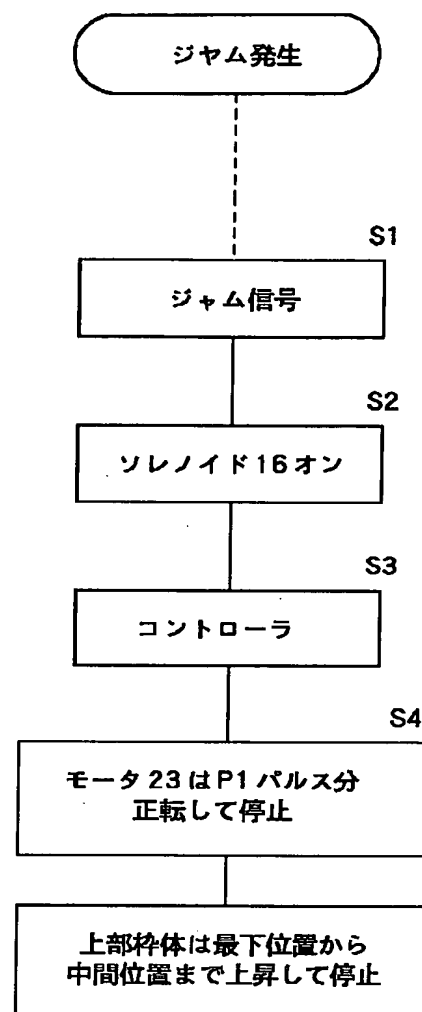 ジヤム発生
S1
ジャム信号
S2
ソレノイド16オン
S3
コントローラ
S4
モータ23はP1パルス分
正転して停止
上部枠体は最下位置から
中間位置まで上昇して停止